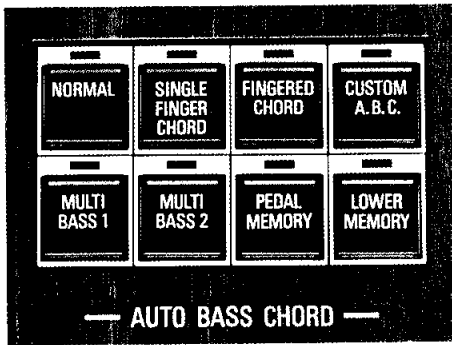 NORMAL
SINGLE
FINGER
CHORD
FINGERED
CHORD
CUSTOM
A.B.C.
MULTI
BASS 1
MULTI
BASS 2
PEDAL
MEMORY
LOWER
MEMORY
AUTO BASS CHORD